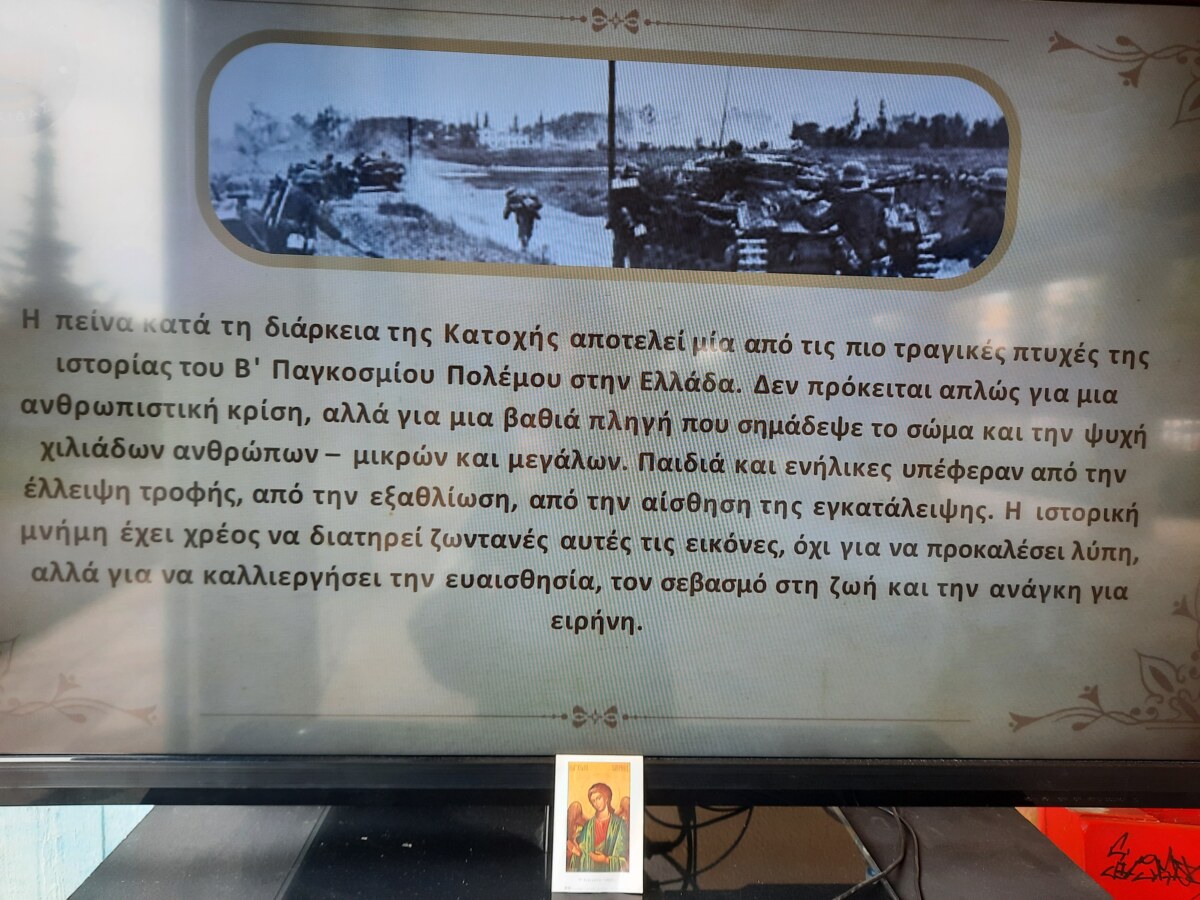 Η πείνα κατά τη διάρκεια της Κατοχής αποτελεί μία από τις πιο τραγικές πτυχές της
ιστορίας του Β' Παγκοσμίου Πολέμου στην Ελλάδα. Δεν πρόκειται απλώς για μια
ανθρωπιστική κρίση, αλλά για μια βαθιά πληγή που σημάδεψε το σώμα και την ψυχή
χιλιάδων ανθρώπων – μικρών και μεγάλων. Παιδιά και ενήλικες υπέφεραν από την
έλλειψη τροφής, από την εξαθλίωση, από την αίσθηση της εγκατάλειψης. Η ιστορική
μνήμη έχει χρέος να διατηρεί ζωντανές αυτές τις εικόνες, όχι για να προκαλέσει λύπη,
αλλά για να καλλιεργήσει την ευαισθησία, τον σεβασμό στη ζωή και την ανάγκη για
ειρήνη.